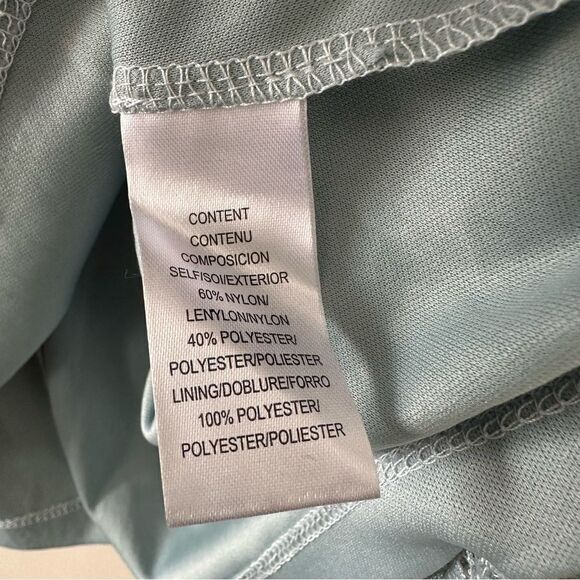 CONTENT
CONTENU
COMPOSICION
SELF/SOI/EXTERIOR
60% NYLON/
LENYLON/NYLON
40% POLYESTER/
POLYESTER/POLIESTER
LINING/DOBLURE/FORRO
100% POLYESTER/
POLYESTER/POLIESTER